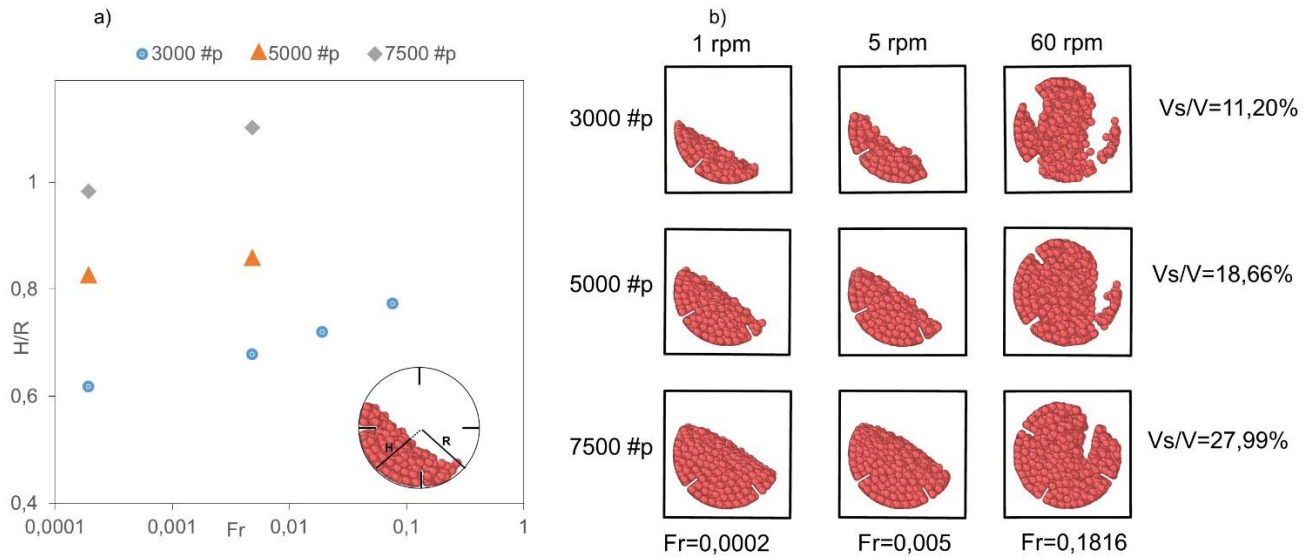 a)
3000 #p 5000 #p 7500 #p
1
0,8
0,6
0,4
H/R
0,0001 0,001 0,01 0,1 1
Fr
H R
b)
1 rpm 5 rpm 60 rpm
3000 #p
Vs/V=11,20%
5000 #p
Vs/V=18,66%
7500 #p
Vs/V=27,99%
Fr=0,0002 Fr=0,005 Fr=0,1816